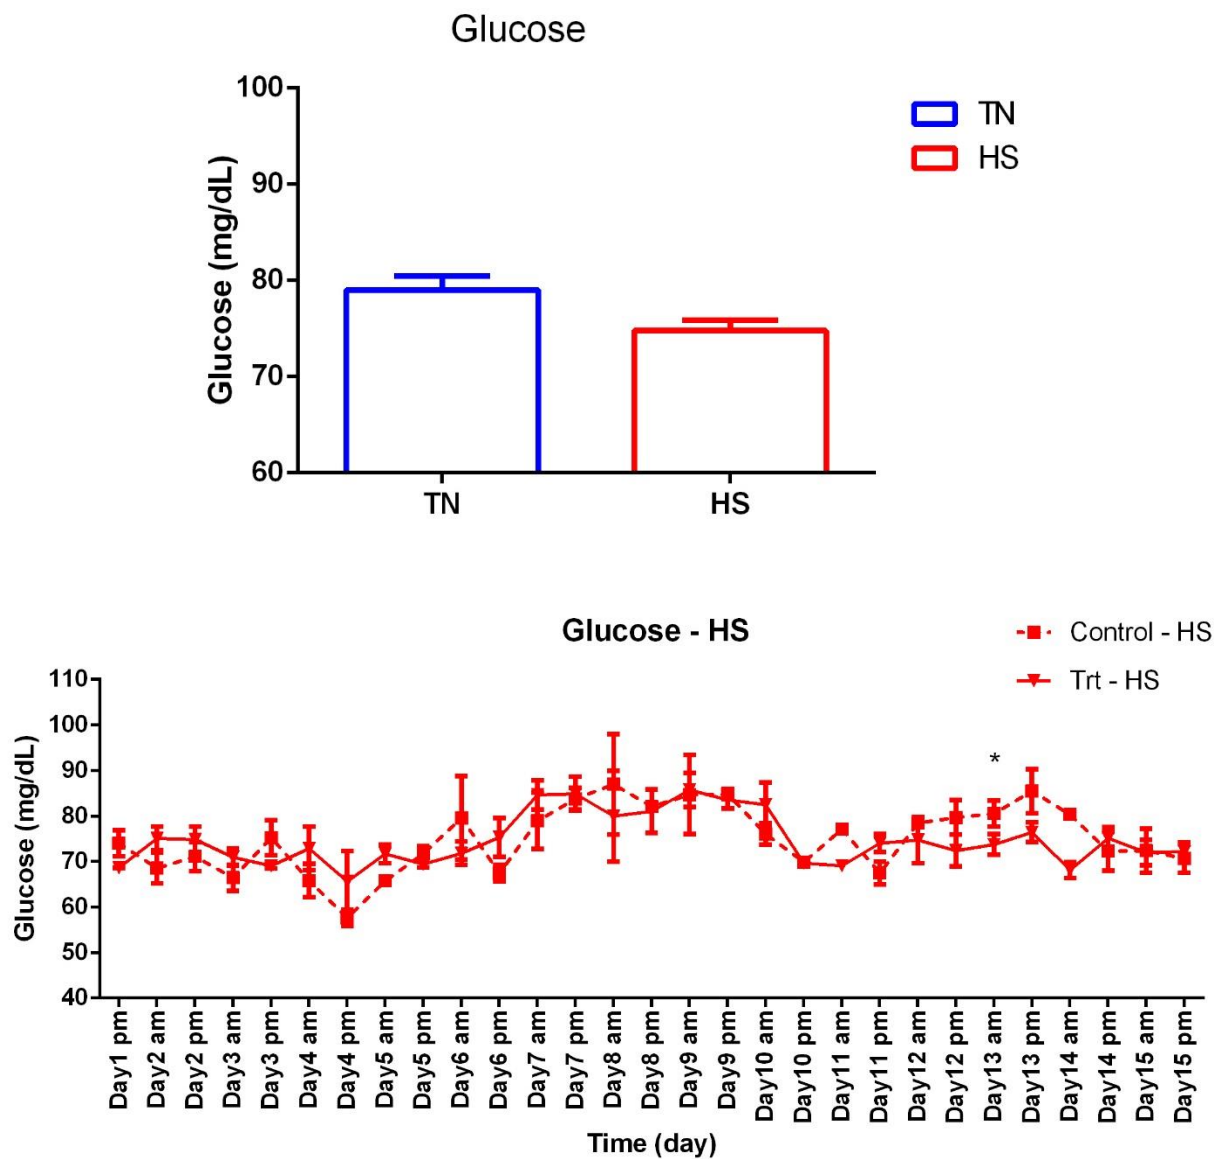 Glucose
100
90
80
70
60
Glucose (mg/dL)
TN
HS
TN
HS
Glucose - HS
Control - HS
Trt - HS
*
110
100
90
80
70
60
50
40
Glucose (mg/dL)
Day1 pm
Day2 am
Day2 pm
Day3 am
Day3 pm
Day4 am
Day4 pm
Day5 am
Day5 pm
Day6 am
Day6 pm
Day7 am
Day7 pm
Day8 am
Day8 pm
Day9 am
Day9 pm
Day10 am
Day10 pm
Day11 am
Day11 pm
Day12 am
Day12 pm
Day13 am
Day13 pm
Day14 am
Day14 pm
Day15 am
Day15 pm
Time (day)